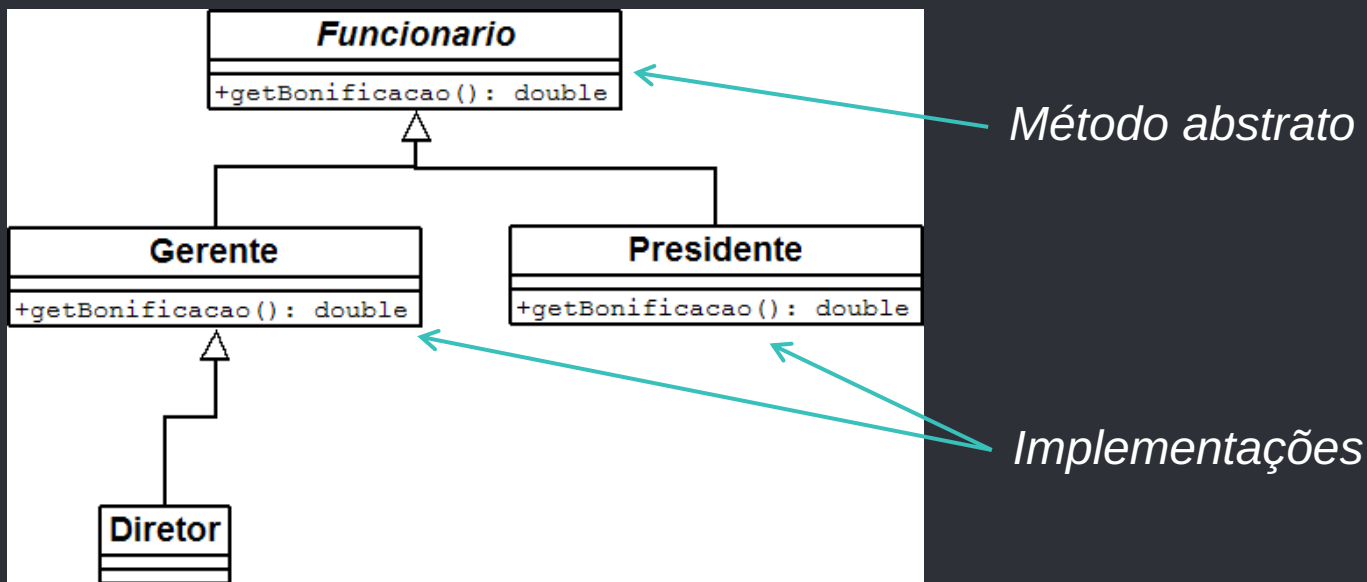 Funcionario
+getBonificacao(): double
Método abstrato
Gerente
+getBonificacao(): double
Presidente
+getBonificacao(): double
Implementações
Diretor